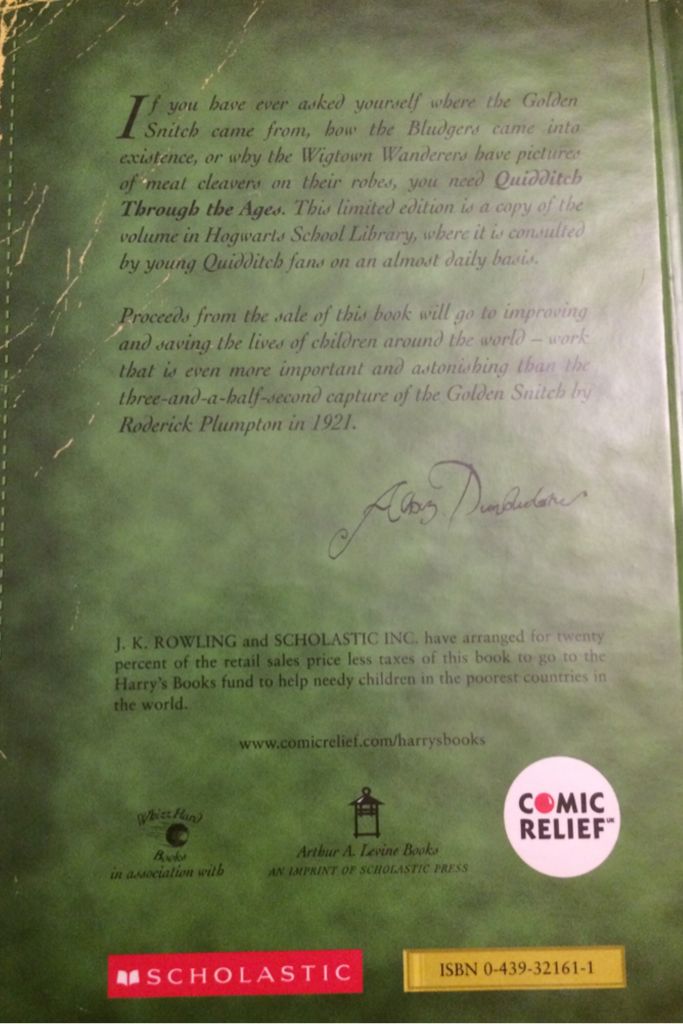 If you have ever asked yourself where the Golden
Snitch came from, how the Bludgers came into
existence, or why the Wigtown Wanderers have pictures
of meat cleavers on their robes, you need Quidditch
Through the Ages. This limited edition is a copy of the
volume in Hogwarts School Library, where it is consulted
by young Quidditch fans on an almost daily basis.
Proceeds from the sale of this book will go to improving
and saving the lives of children around the world – work
that is even more important and astonishing than the
three-and-a-half-second capture of the Golden Snitch by
Roderick Plumpton in 1921.
Albus Dumbledore
J. K. ROWLING and SCHOLASTIC INC. have arranged for twenty
percent of the retail sales price less taxes of this book to go to the
Harry's Books fund to help needy children in the poorest countries in
the world.
www.comicrelief.com/harrysbooks
Whizz Hard
Books
in association with
Arthur A. Levine Books
AN IMPRINT OF SCHOLASTIC PRESS
COMIC
RELIEF UK
SCHOLASTIC
ISBN 0-439-32161-1